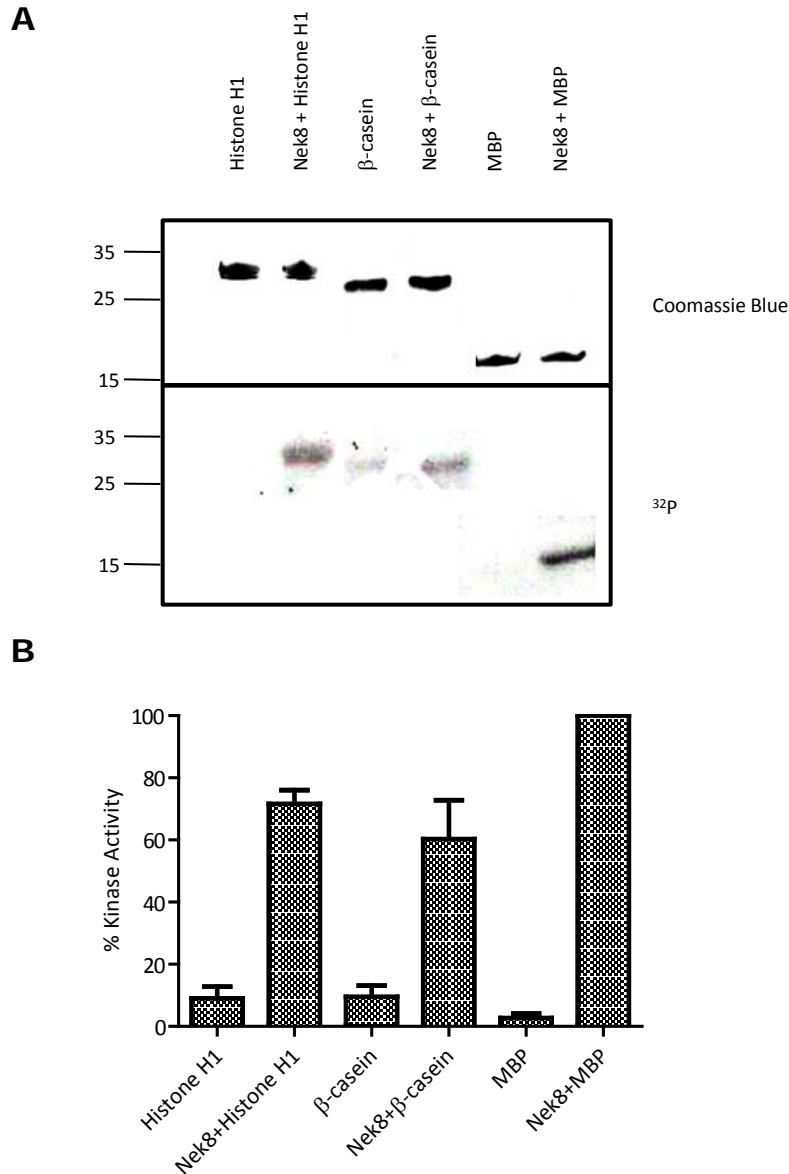 A
Histone H1
Nek8 + Histone H1
β-casein
Nek8 + β-casein
MBP
Nek8 + MBP
35
25
15
Coomassie Blue
35
25
15
32P
B
% Kinase Activity
100
80
60
40
20
0
Histone H1
Nek8+Histone H1
β-casein
Nek8+β-casein
MBP
Nek8+MBP